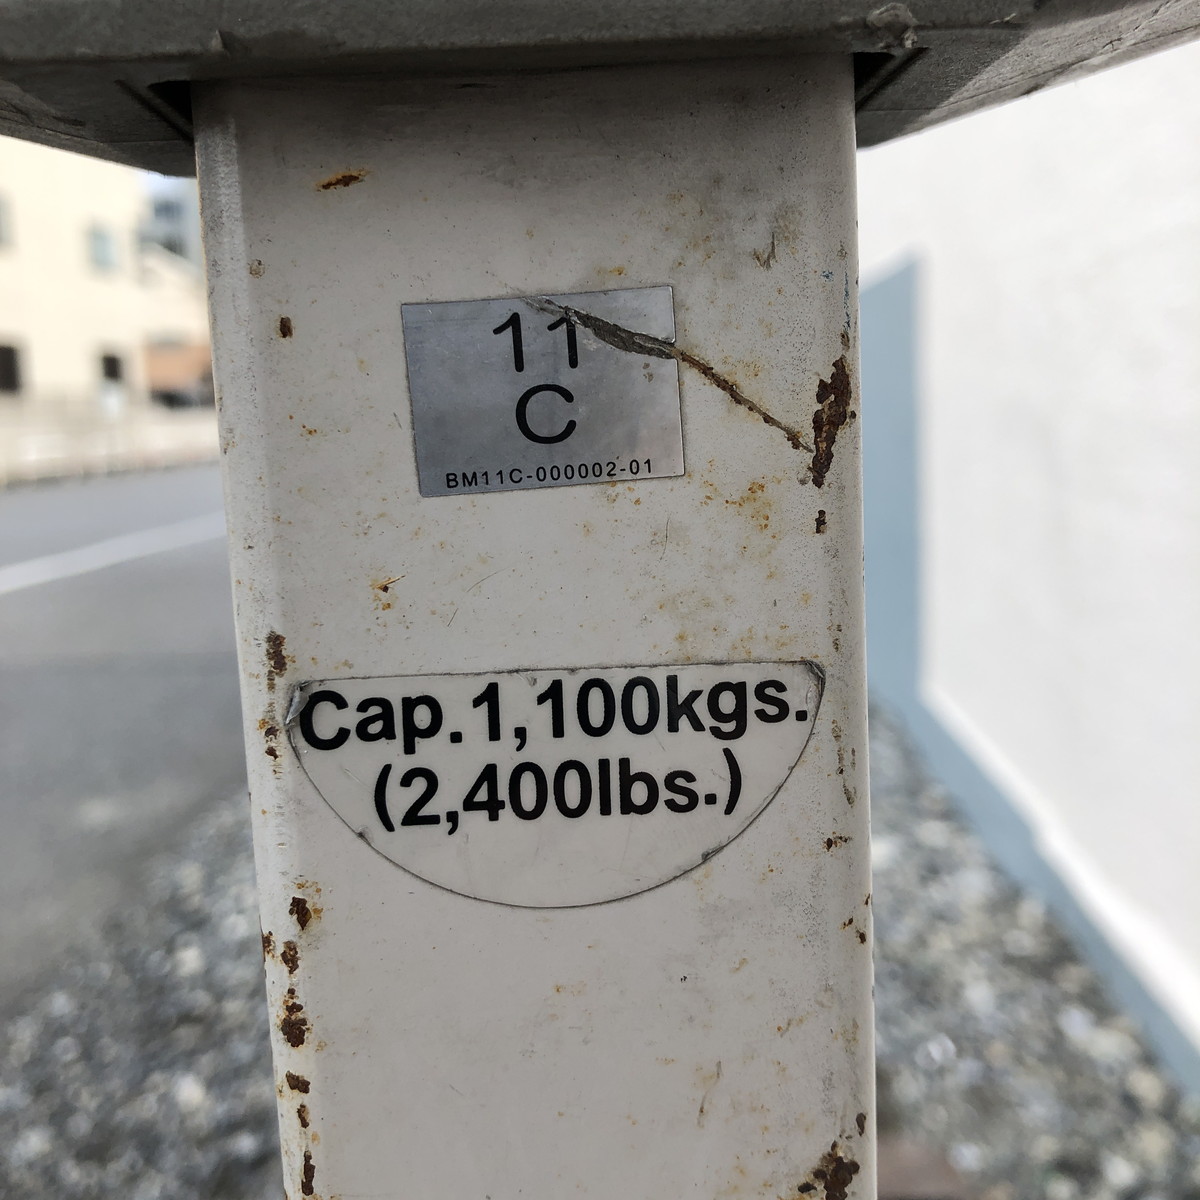 11
C
BM11C-000002-01
Cap.1,100kgs.
(2,400lbs.)